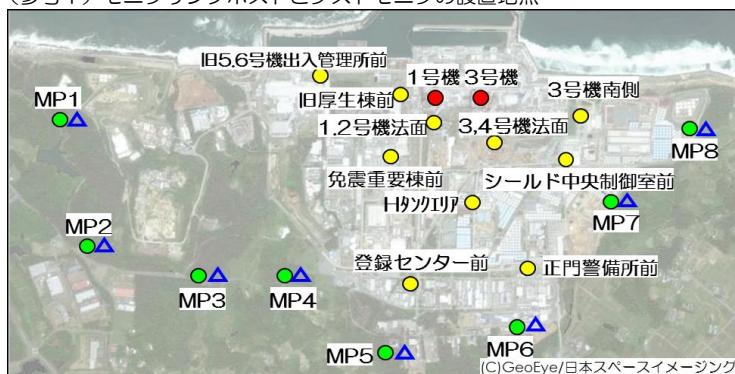 （参考１）モニタリングポストとダストモニタの設置地点
旧5.6号機出入管理所前
1号機 3号機
旧厚生棟前
3号機南側
MP1
1.2号機法面
3,4号機法面
MP8
免震重要棟前
シールド中央制御室前
Hﾀﾝｸｴﾘｱ
MP7
MP2
登録センター前
正門警備所前
MP3
MP4
MP6
MP5
(C)GeoEye/日本スペースイメージング